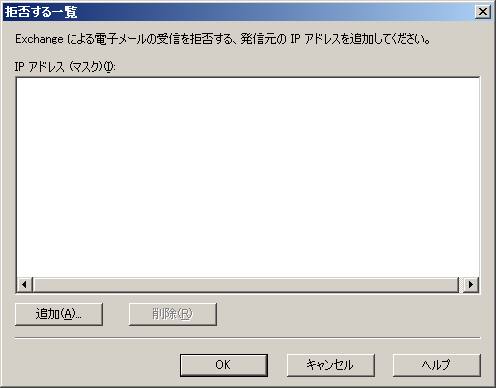 拒否する一覧
Exchange による電子メールの受信を拒否する、発信元の IP アドレスを追加してください。
IP アドレス (マスク)(I):
追加(A)...
削除(R)
OK
キャンセル
ヘルプ